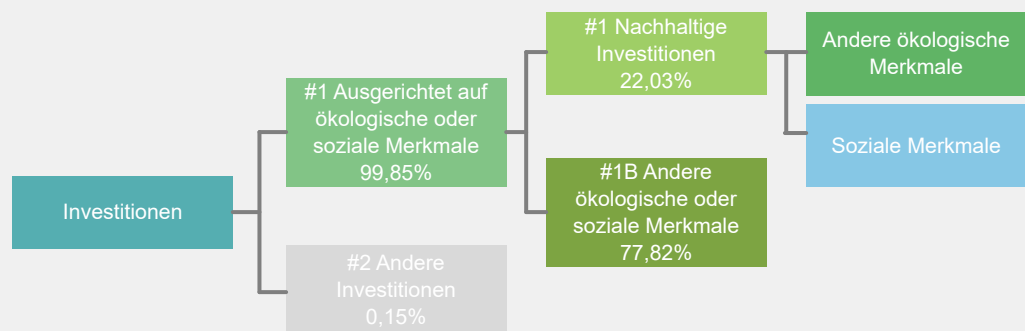 Investitionen
#1 Ausgerichtet auf
ökologische oder
soziale Merkmale
99,85%
#2 Andere
Investitionen
0,15%
#1 Nachhaltige
Investitionen
22,03%
#1B Andere
ökologische oder
soziale Merkmale
77,82%
Andere ökologische
Merkmale
Soziale Merkmale